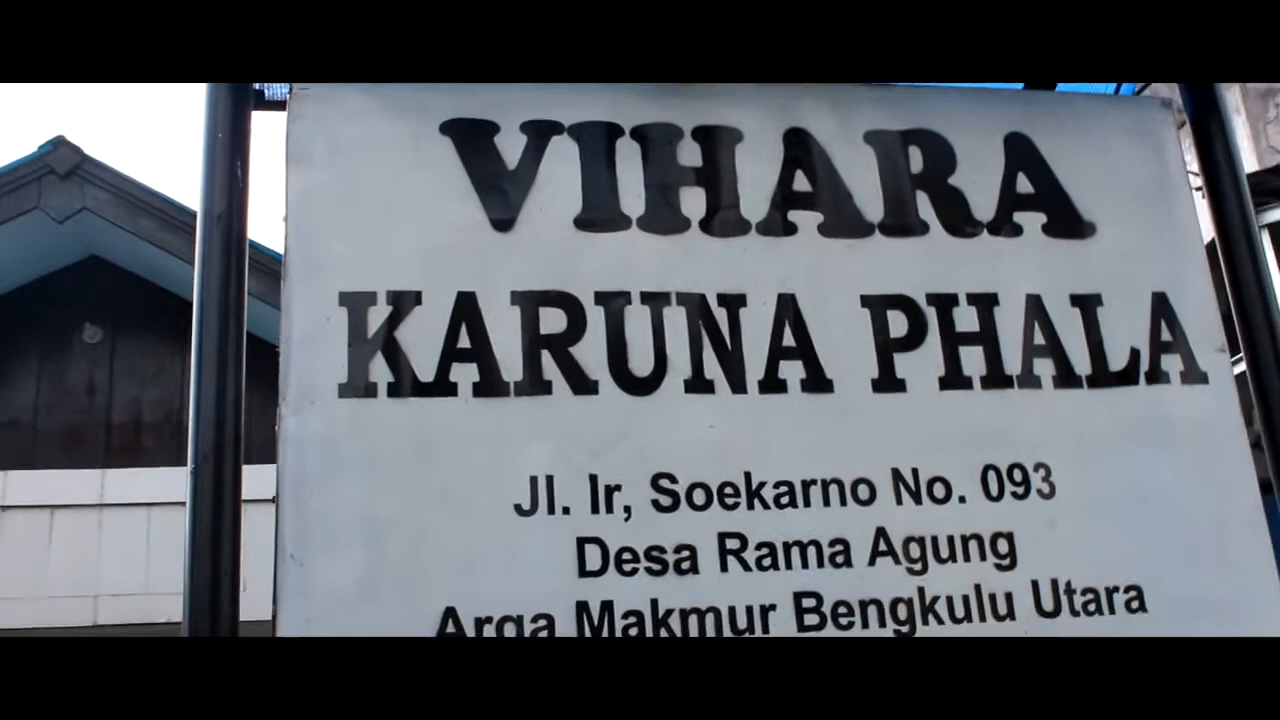 VIHARA
KARUNA PHALA
Jl. Ir, Soekarno No. 093
Desa Rama Agung
Arga Makmur Bengkulu Utara